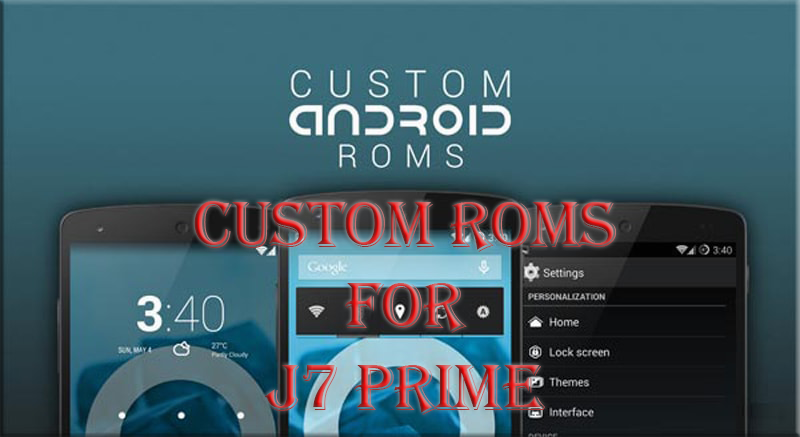 CUSTOM
ANDROID
ROMS
CUSTOM ROMS
FOR
J7 PRIME
3:40
SUN, MAY 4
27°C
Partly Cloudy
Google
3:40
Settings
PERSONALIZATION
Home
Lock screen
Themes
Interface
DEVICE